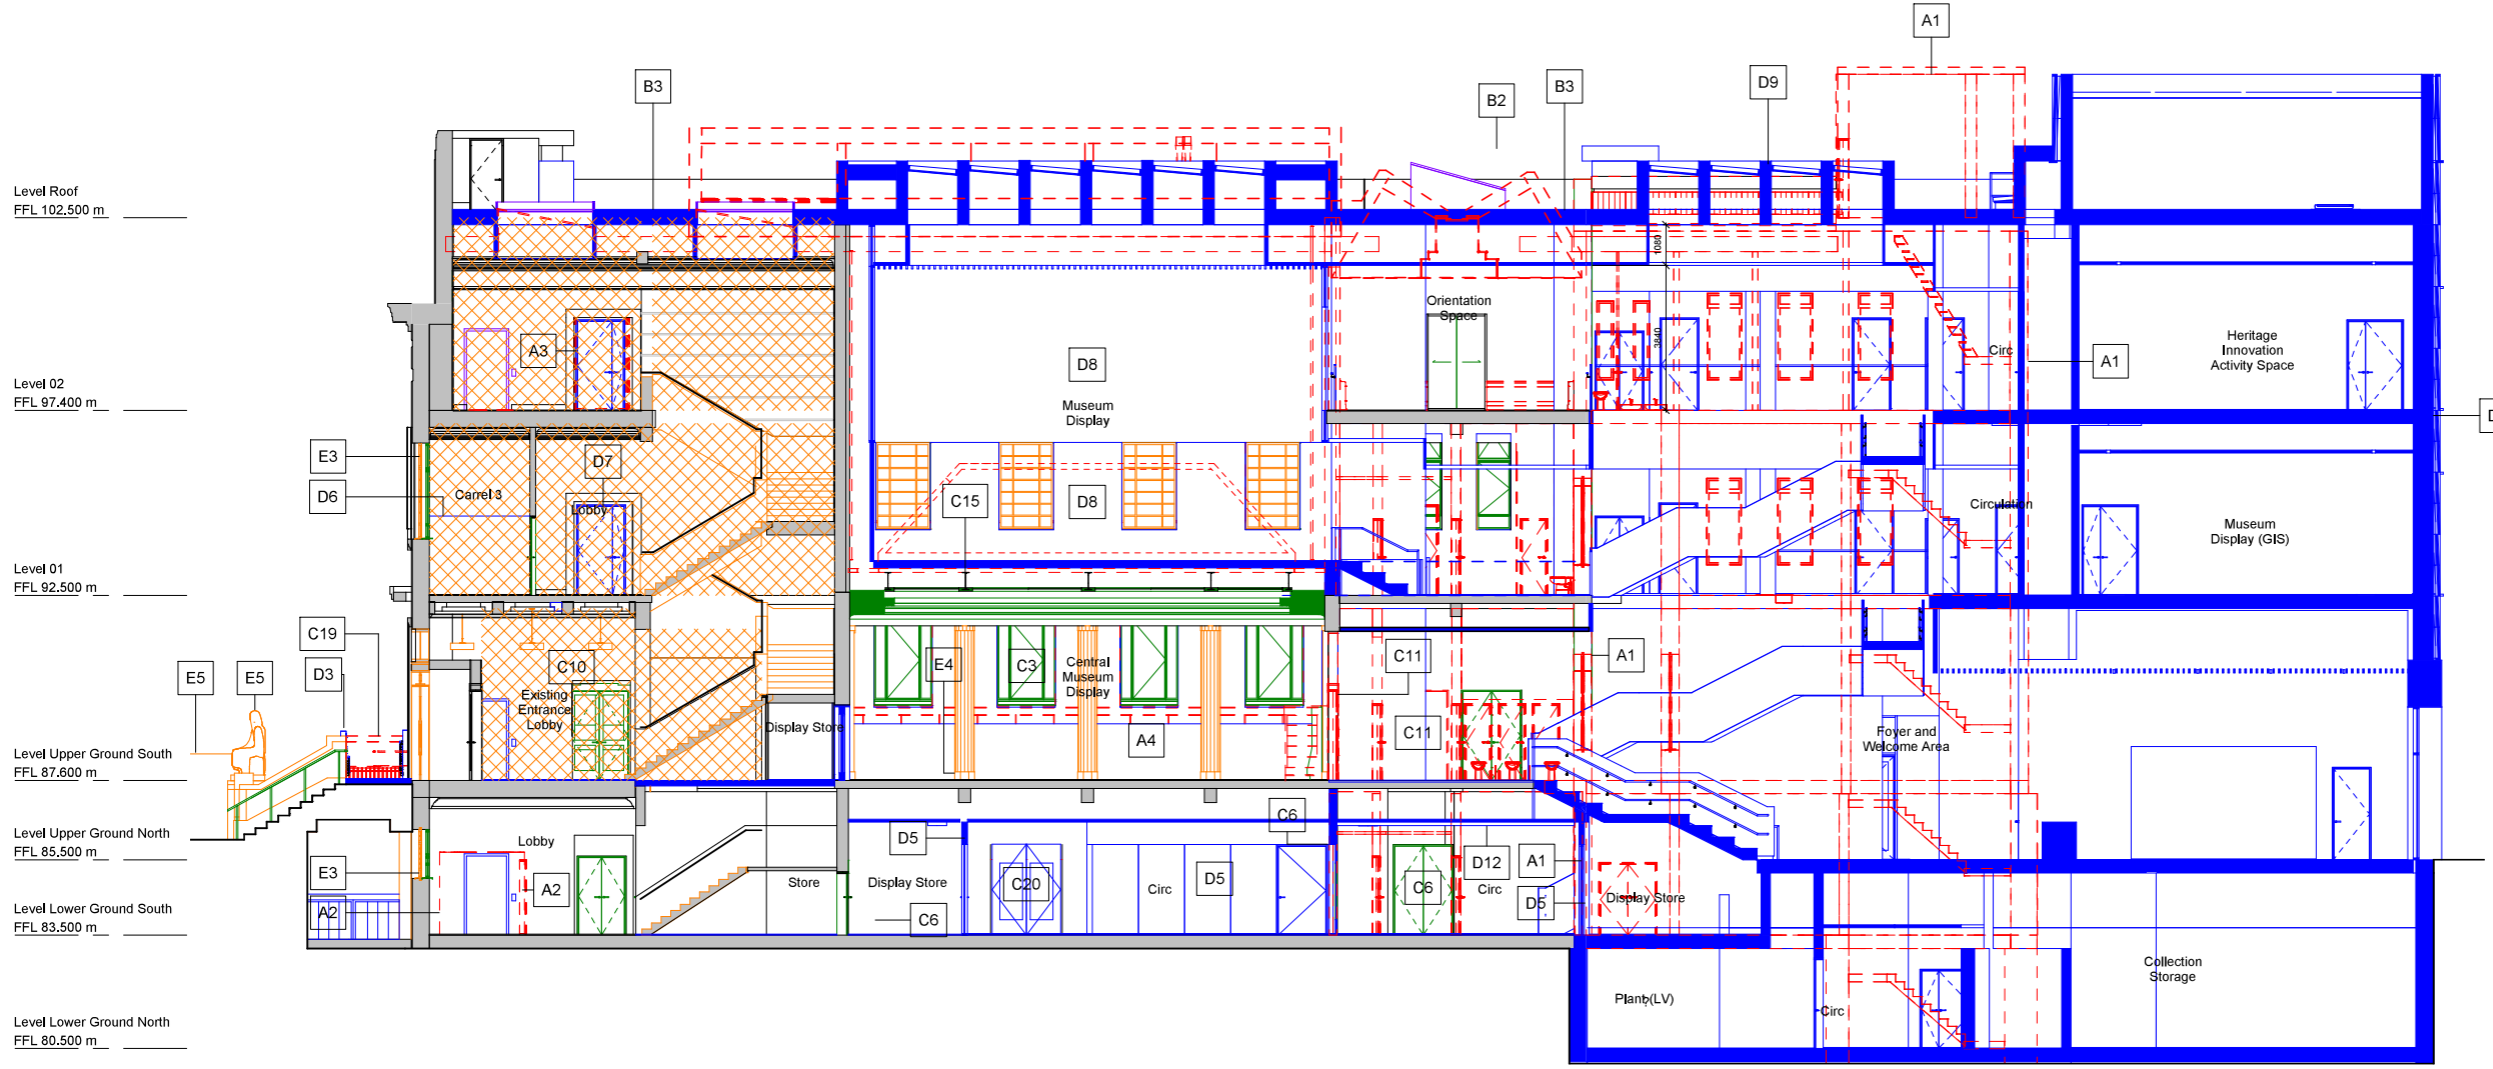 A1
B3
B2
B3
D9
Level Roof
FFL 102.500 m
1080
Orientation
Space
3840
A3
D8
Circ
A1
Heritage
Innovation
Activity Space
Level 02
FFL 97.400 m
Museum
Display
D
E3
D7
D6
Carrel 3
Lobby
C15
D8
Circulation
Museum
Display (GIS)
Level 01
FFL 92.500 m
C19
E5
E5
D3
C10
Existing
Entrance
Lobby
E4
C3
Central
Museum
Display
C11
A1
Display Store
A4
C11
Foyer and
Welcome Area
Level Upper Ground South
FFL 87.600 m
Level Upper Ground North
FFL 85.500 m
Lobby
D5
C6
D12
A1
E3
A2
Store
Display Store
C20
Circ
D5
C6
Circ
D5
Display Store
A2
C6
Level Lower Ground South
FFL 83.500 m
Collection
Storage
Plant (LV)
Circ
Level Lower Ground North
FFL 80.500 m